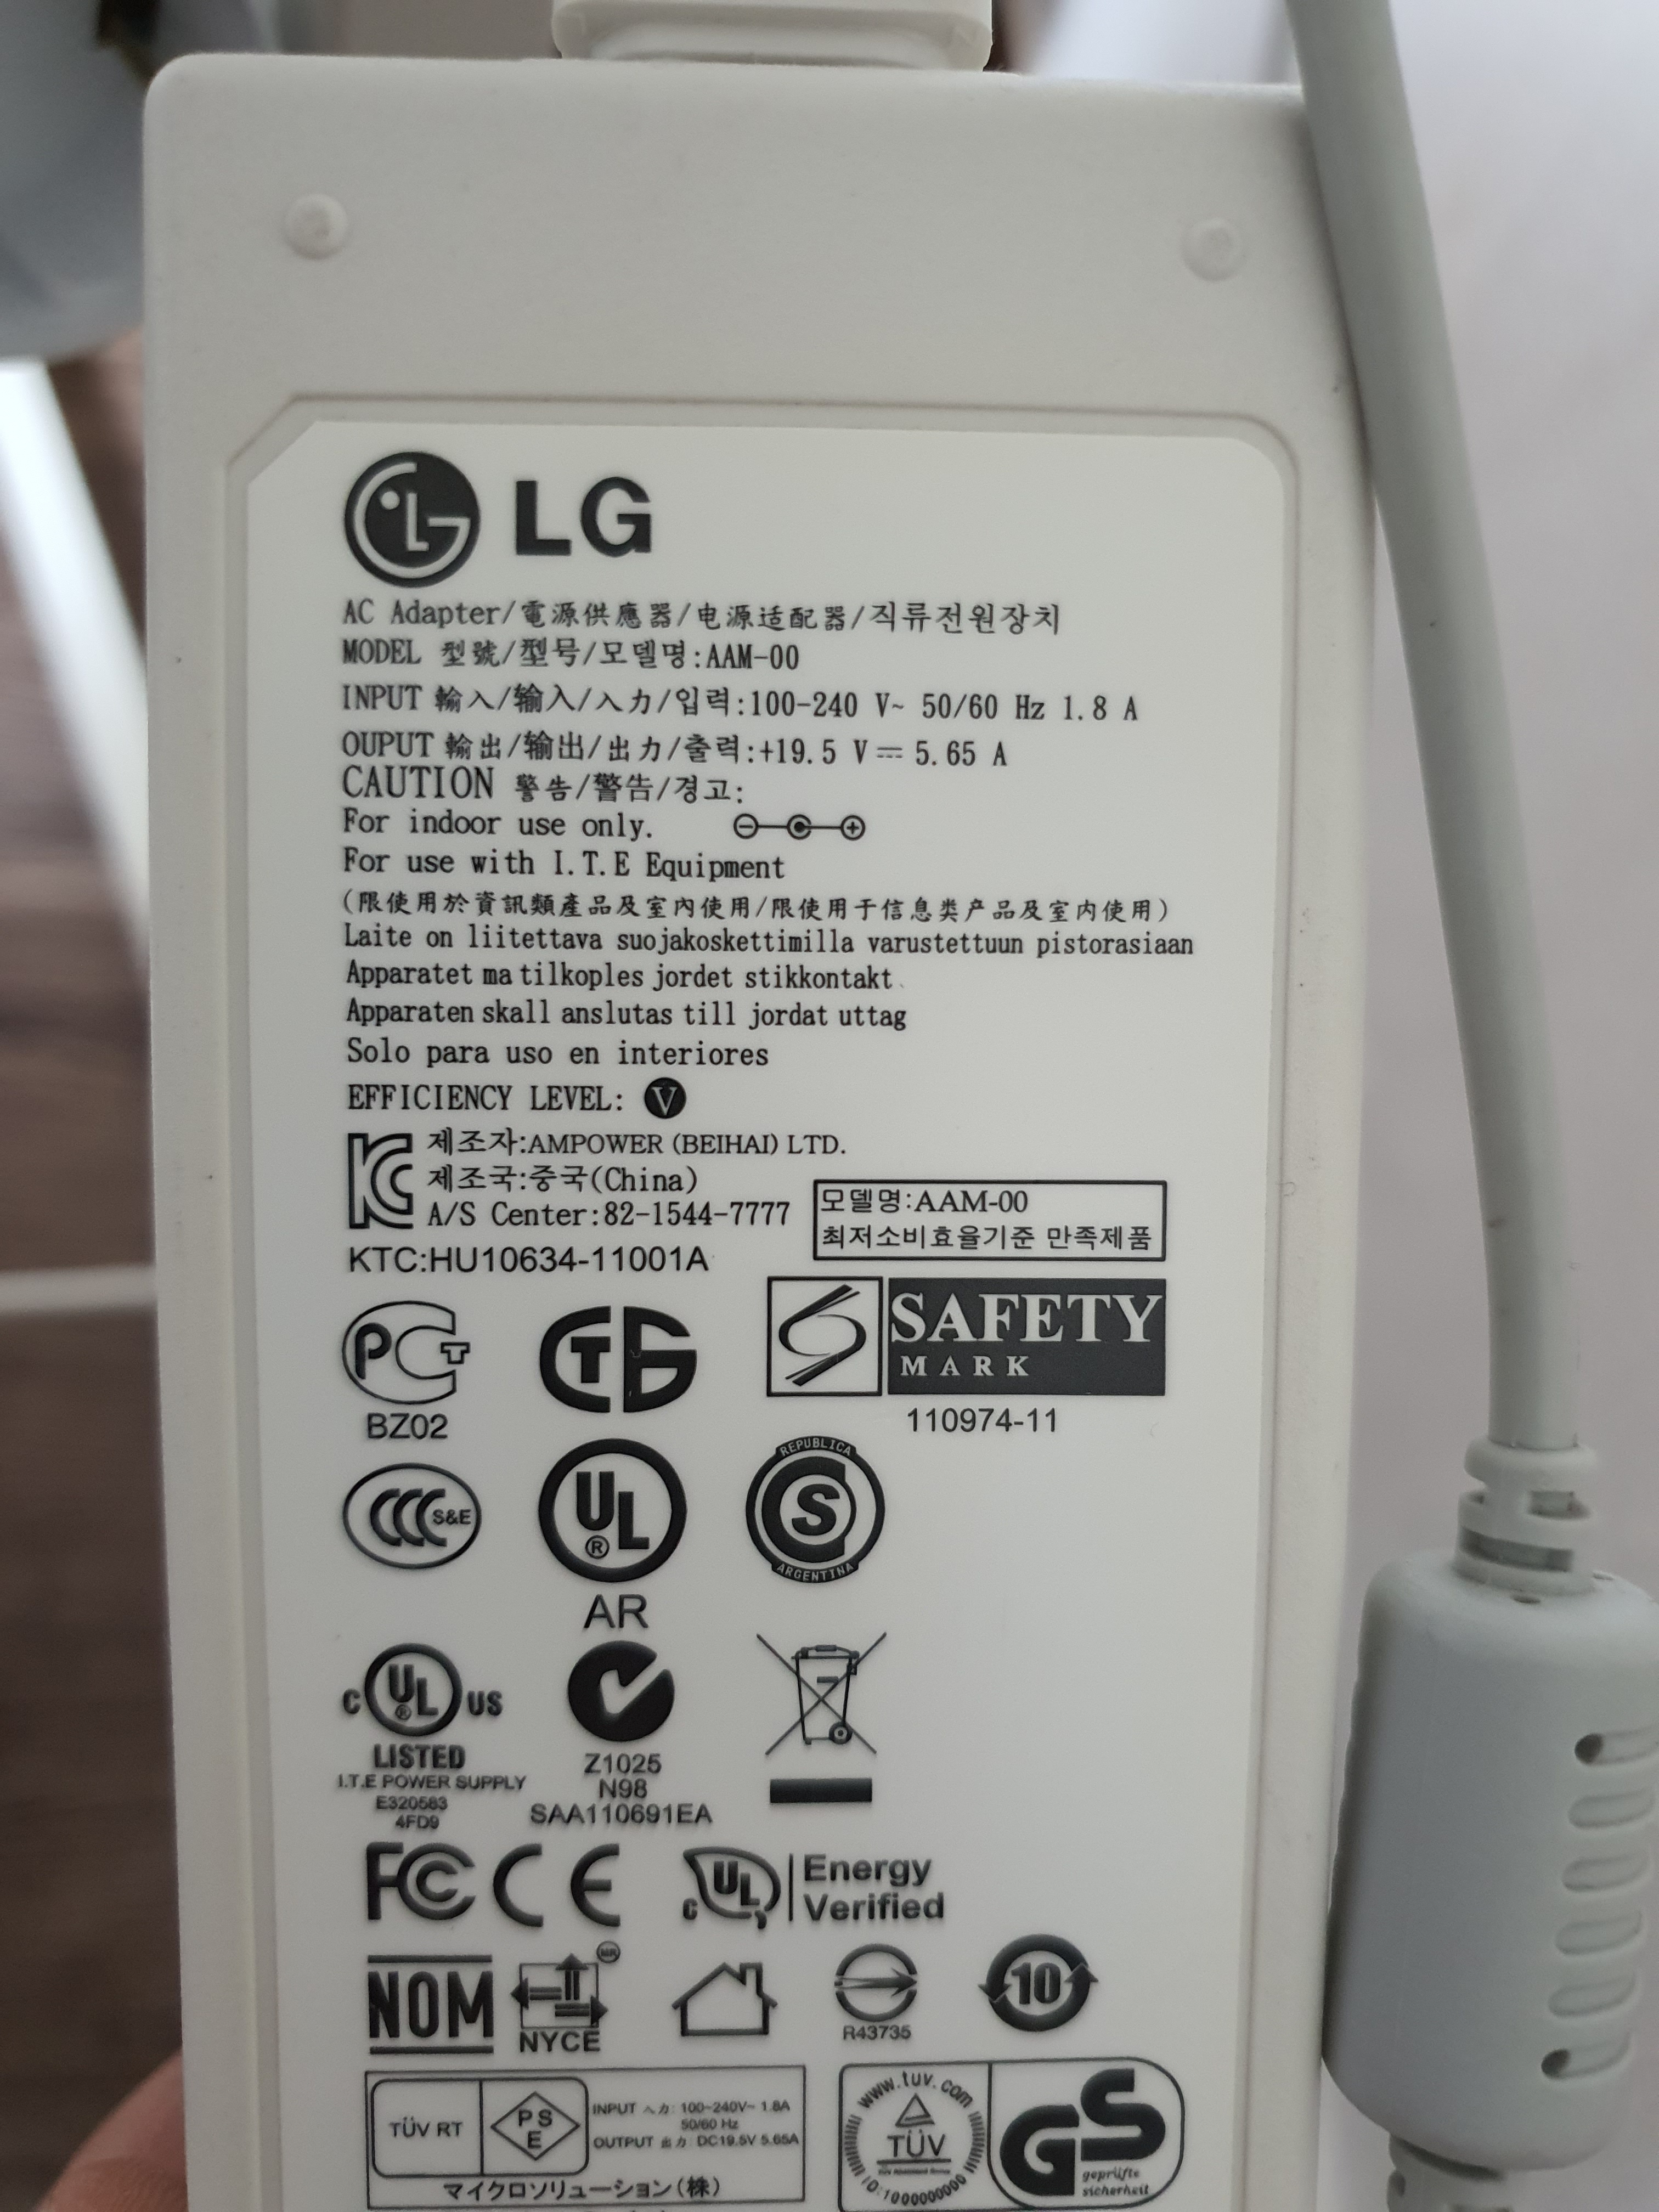 LG
AC Adapter/電源供應器/电源适配器/직류전원장치
MODEL 型號/型号/모델명:AAM-00
INPUT 輸入/输入/入力/입력:100-240 V~ 50/60 Hz 1.8 A
OUPUT 輸出/输出/出力/출력:+19.5 V⎓ 5.65 A
CAUTION 警告/警告/경고:
For indoor use only.
For use with I.T.E Equipment
(限使用於資訊類產品及室內使用/限使用于信息类产品及室内使用)
Laite on liitettava suojakoskettimilla varustettuun pistorasiaan
Apparatet ma tilkoples jordet stikkontakt
Apparaten skall anslutas till jordat uttag
Solo para uso en interiores
EFFICIENCY LEVEL: V
제조자:AMPOWER (BEIHAI) LTD.
제조국:중국(China)
A/S Center:82-1544-7777
모델명:AAM-00
최저소비효율기준 만족제품
KTC:HU10634-11001A
PCT
BZ02
SAFETY
MARK
110974-11
CCC S&E
UL ®
AR
REPUBLICA
S
ARGENTINA
C UL ® US
LISTED
I.T.E POWER SUPPLY
E320583
4FD9
Z1025
N98
SAA110691EA
FC CE
C UL
Energy
Verified
NOM
MR
NYCE
R43735
10
TÜV RT
PS
E
INPUT 入力: 100-240V~ 1.8A
50/60 Hz
OUTPUT 出力: DC19.5V 5.65A
マイクロソリューション(株)
www.tuv.com
TÜV
ID:1000000000
GS
geprüfte
sicherheit